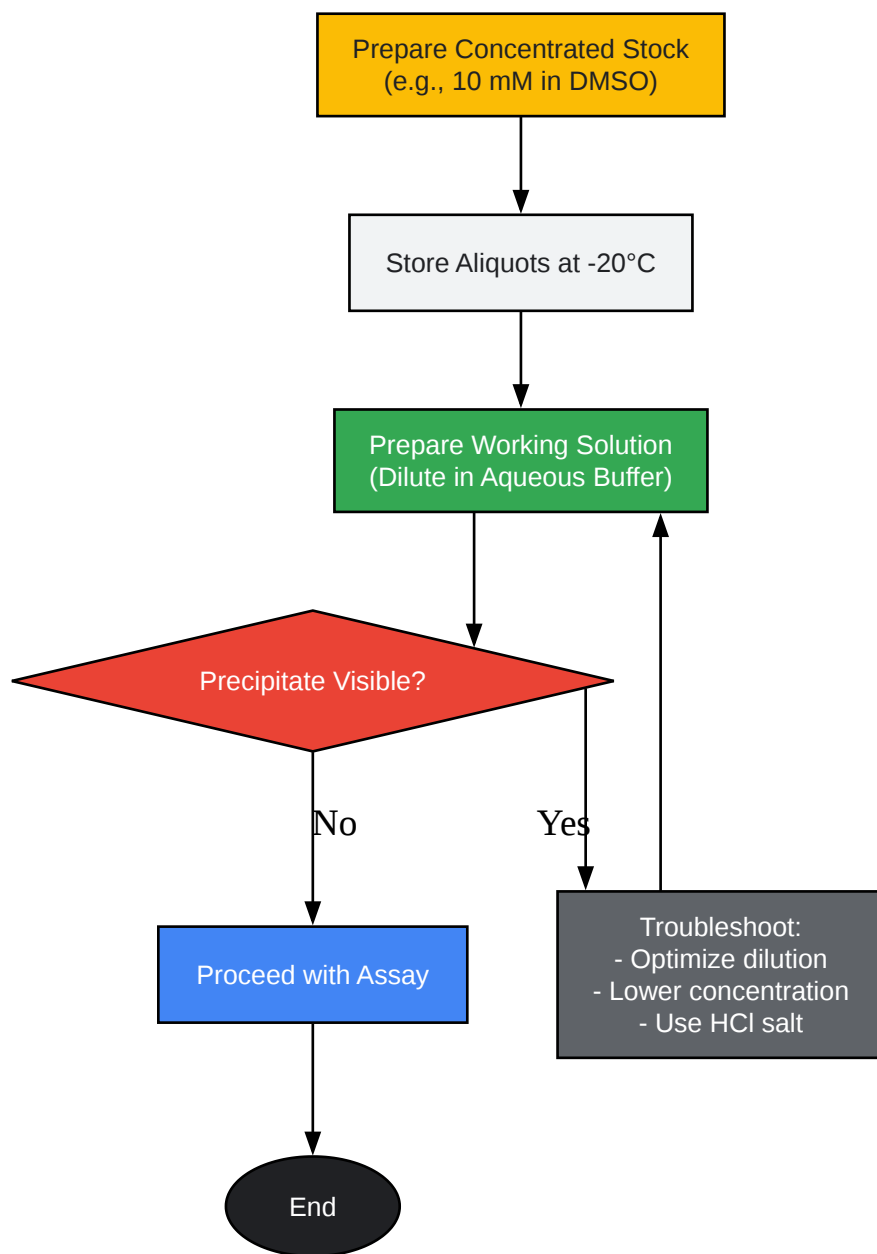 Prepare Concentrated Stock
(e.g., 10 mM in DMSO)
Store Aliquots at -20°C
Prepare Working Solution
(Dilute in Aqueous Buffer)
Precipitate Visible?
No
Yes
Troubleshoot:
- Optimize dilution
- Lower concentration
- Use HCl salt
Proceed with Assay
End